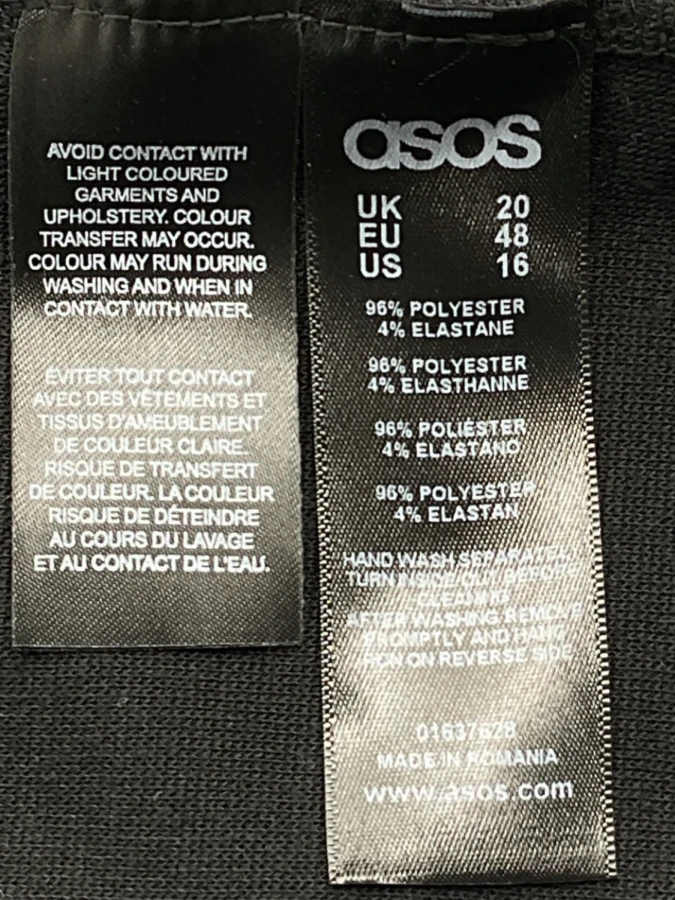 AVOID CONTACT WITH
LIGHT COLOURED
GARMENTS AND
UPHOLSTERY. COLOUR
TRANSFER MAY OCCUR.
COLOUR MAY RUN DURING
WASHING AND WHEN IN
CONTACT WITH WATER.
ÉVITER TOUT CONTACT
AVEC DES VÊTEMENTS ET
TISSUS D'AMEUBLEMENT
DE COULEUR CLAIRE.
RISQUE DE TRANSFERT
DE COULEUR. LA COULEUR
RISQUE DE DÉTEINDRE
AU COURS DU LAVAGE
ET AU CONTACT DE L'EAU.
asos
UK 20
EU 48
US 16
96% POLYESTER
4% ELASTANE
96% POLYESTER
4% ELASTHANNE
96% POLIÉSTER
4% ELASTANO
96% POLYESTER
4% ELASTAN
HAND WASH SEPARATELY
TURN INSIDE OUT BEFORE
CLEANING
AFTER WASHING REMOVE
PROMPTLY AND HANG
IRON ON REVERSE SIDE
01637628
MADE IN ROMANIA
www.asos.com